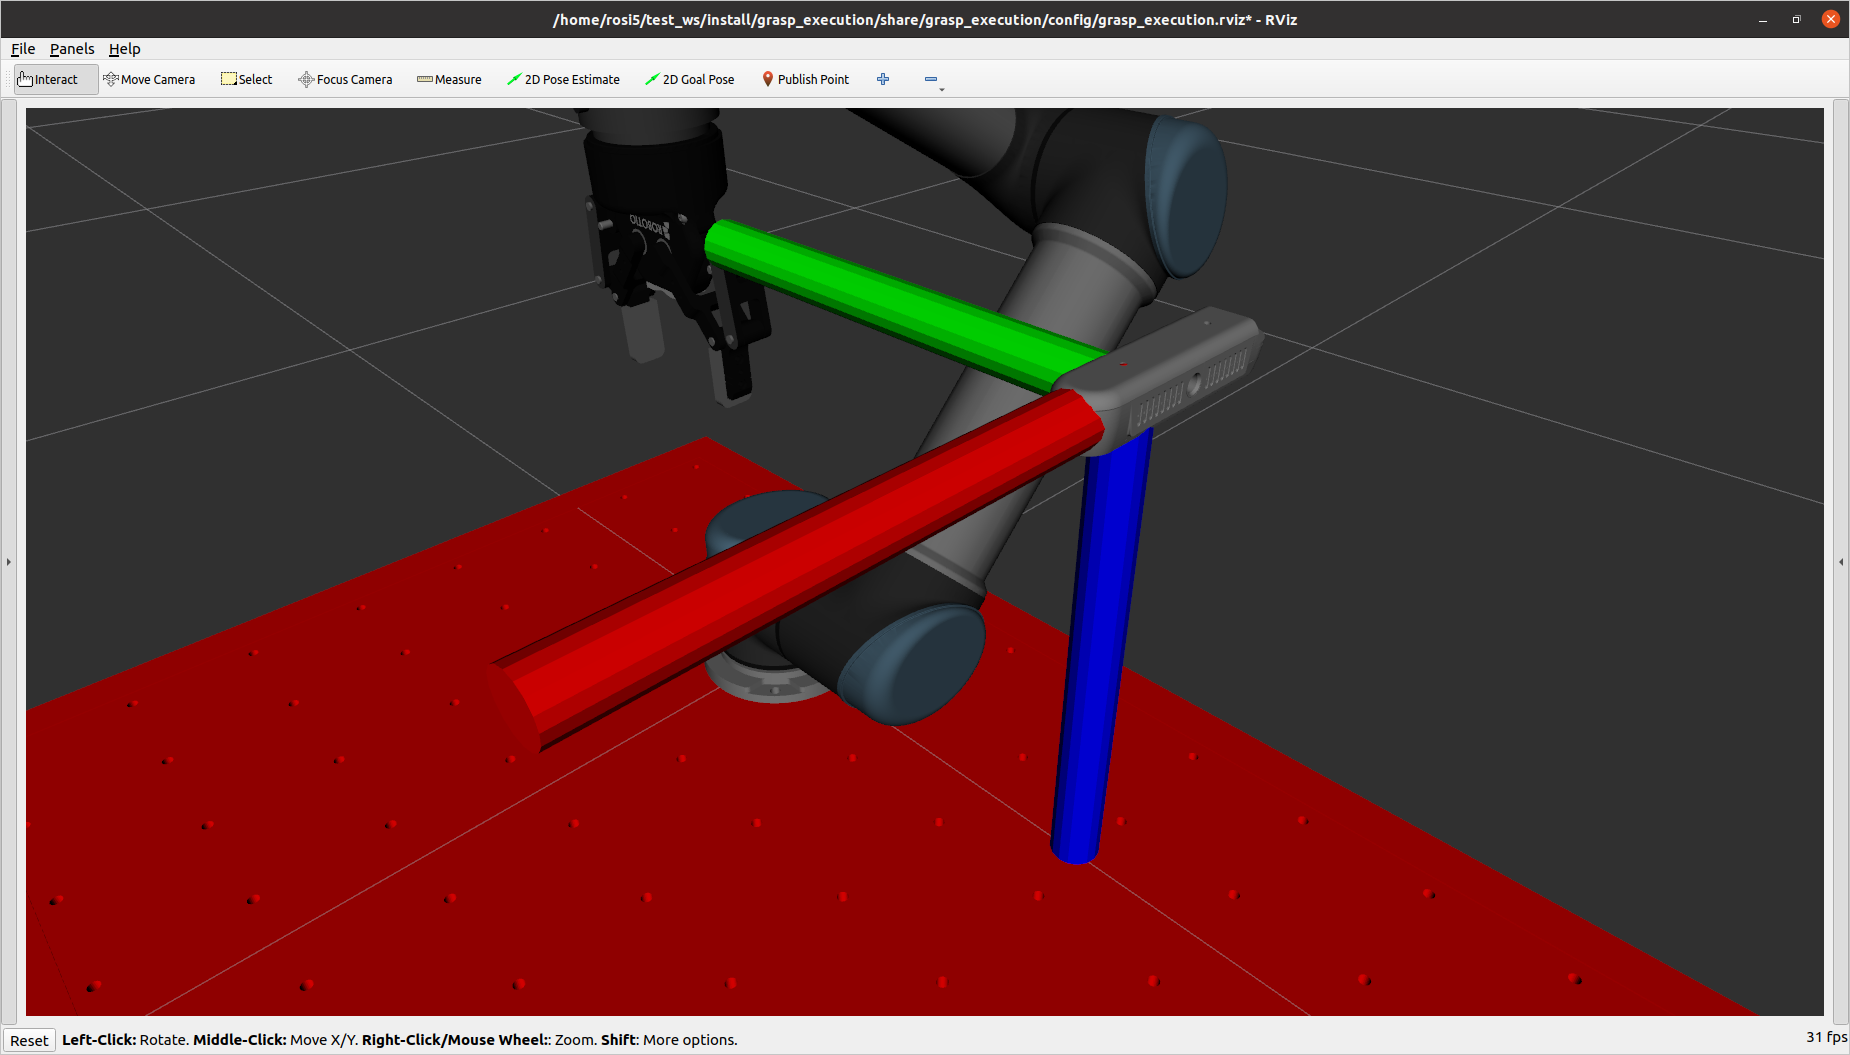 /home/rosi5/test_ws/install/grasp_execution/share/grasp_execution/config/grasp_execution.rviz* - RViz
File Panels Help
Interact Move Camera Select Focus Camera Measure 2D Pose Estimate 2D Goal Pose Publish Point
ROBOTIQ
Reset Left-Click: Rotate. Middle-Click: Move X/Y. Right-Click/Mouse Wheel:: Zoom. Shift: More options. 31 fps